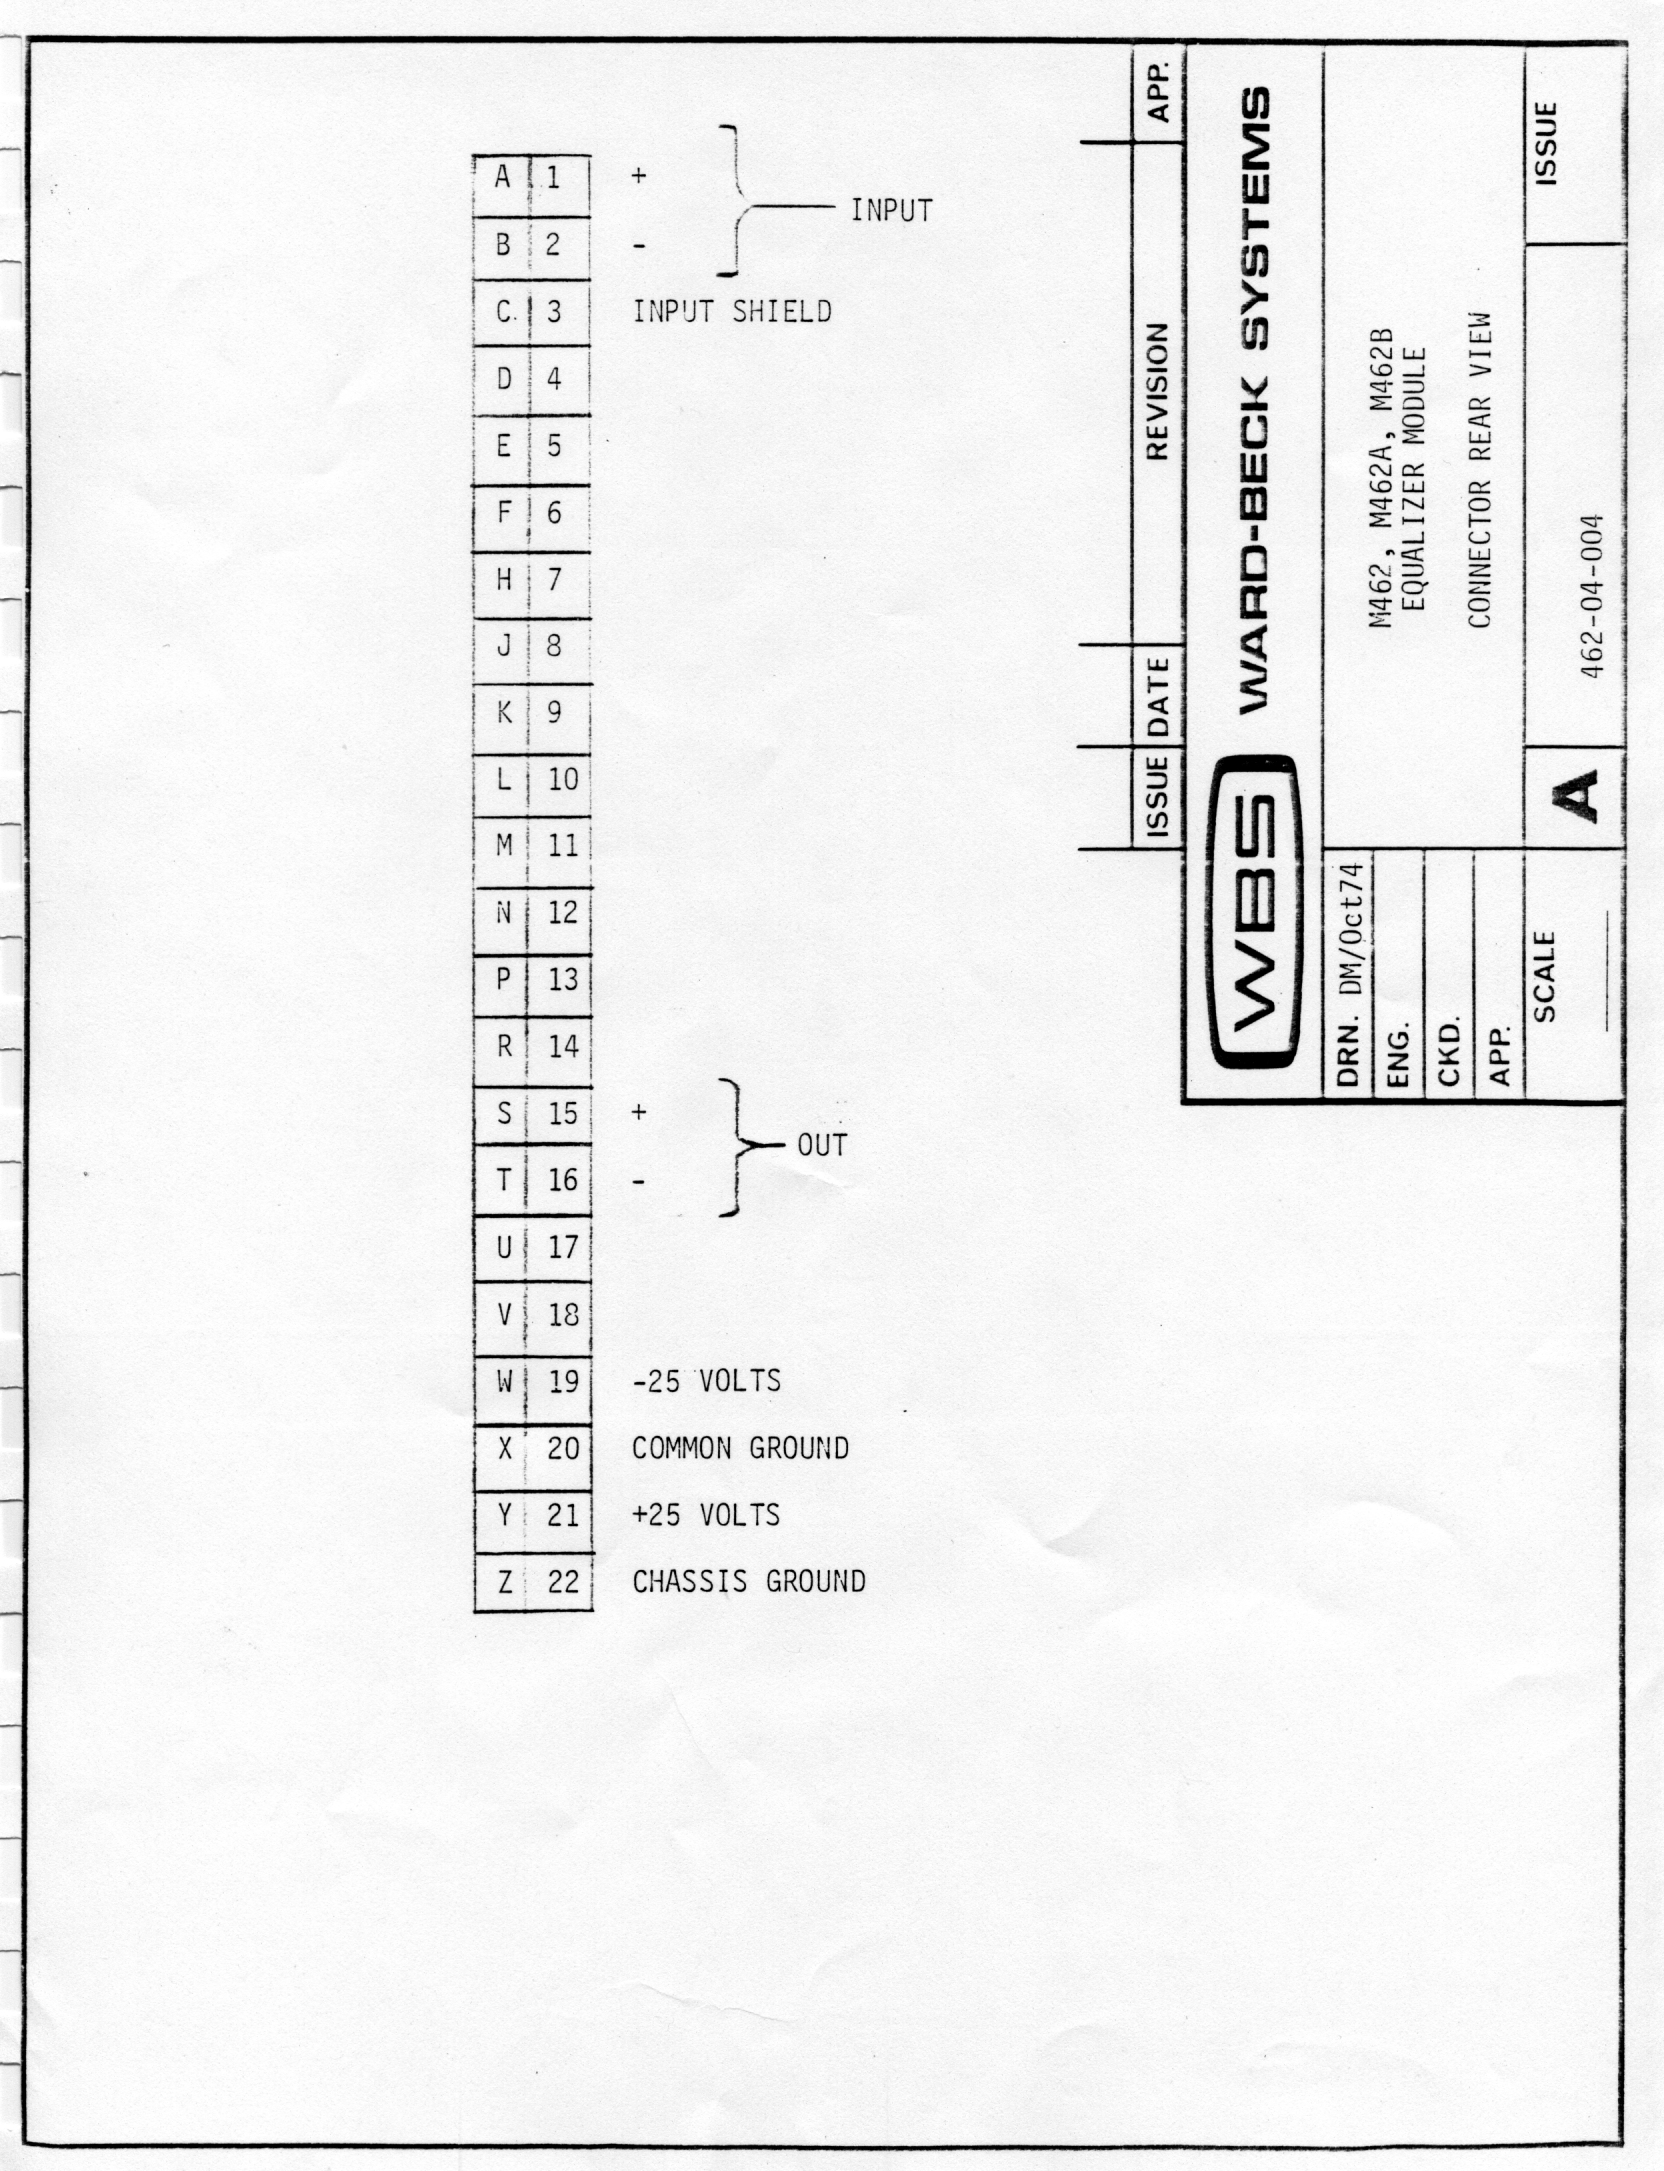 A 1 +
INPUT
B 2 -
C 3 INPUT SHIELD
D 4
E 5
F 6
H 7
J 8
K 9
L 10
M 11
N 12
P 13
R 14
S 15 +
OUT
T 16 -
U 17
V 18
W 19 -25 VOLTS
X 20 COMMON GROUND
Y 21 +25 VOLTS
Z 22 CHASSIS GROUND
ISSUE DATE REVISION APP.
WBS WARD-BECK SYSTEMS
DRN. DM/Oct74
ENG.
CKD.
APP.
M462, M462A, M462B
EQUALIZER MODULE
CONNECTOR REAR VIEW
SCALE
A
462-04-004
ISSUE